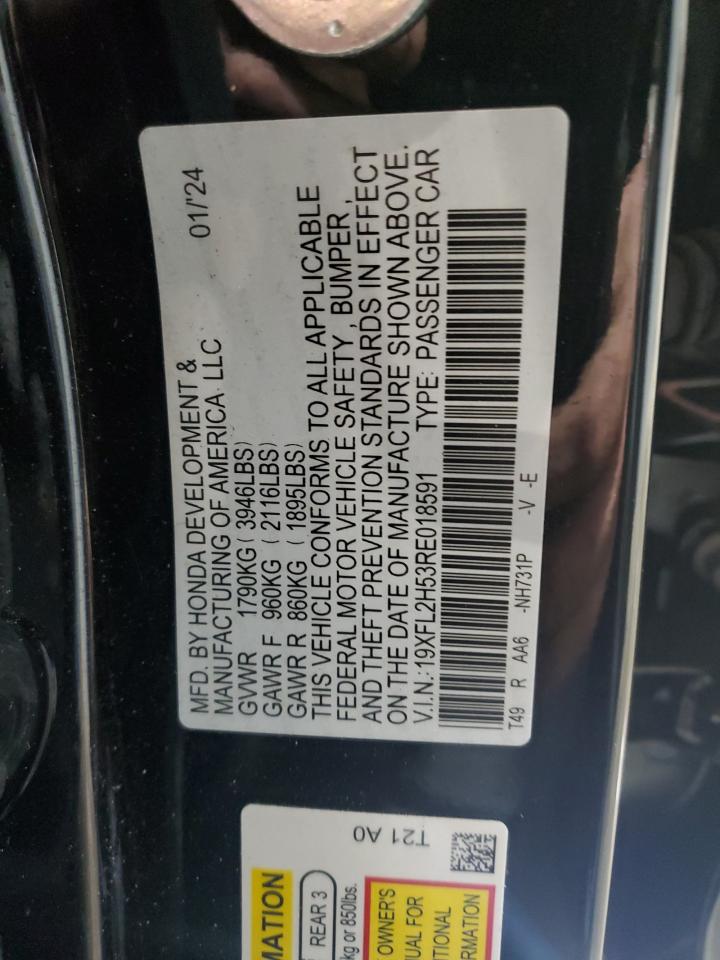 MFD. BY HONDA DEVELOPMENT & 01/'24
MANUFACTURING OF AMERICA LLC
GVWR 1790KG ( 3946LBS)
GAWR F 960KG ( 2116LBS)
GAWR R 860KG ( 1895LBS)
THIS VEHICLE CONFORMS TO ALL APPLICABLE
FEDERAL MOTOR VEHICLE SAFETY, BUMPER,
AND THEFT PREVENTION STANDARDS IN EFFECT
ON THE DATE OF MANUFACTURE SHOWN ABOVE.
V.I.N.:19XFL2H53RE018591 TYPE: PASSENGER CAR
T49 R AA6 -NH731P -V -E
T21 A0
MATION
REAR 3
kg or 850lbs.
OWNER'S
UAL FOR
TIONAL
RMATION